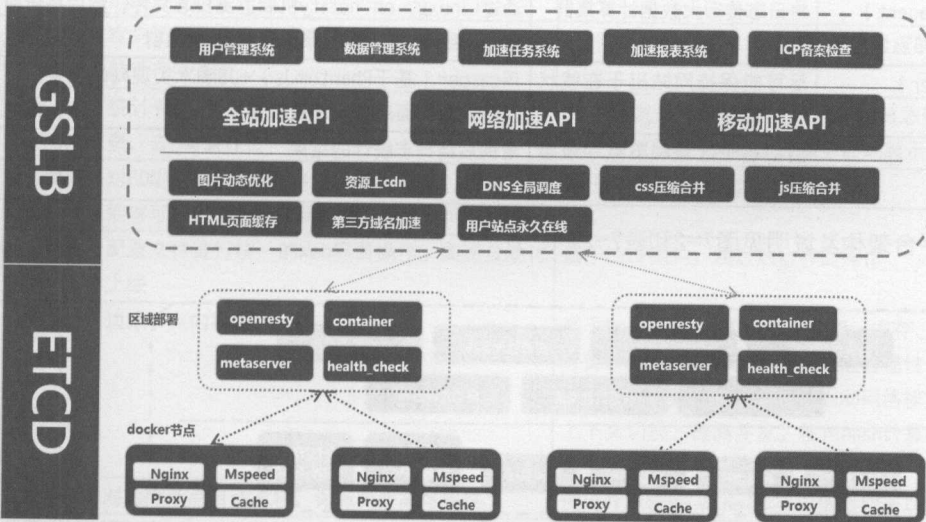 GSLB
用户管理系统 数据管理系统 加速任务系统 加速报表系统 ICP备案检查
全站加速API 网络加速API 移动加速API
图片动态优化 资源上cdn DNS全局调度 css压缩合并 js压缩合并
HTML页面缓存 第三方域名加速 用户站点永久在线
ETCD
区域部署
openresty container
metaserver health_check
openresty container
metaserver health_check
docker节点
Nginx Mspeed
Proxy Cache
Nginx Mspeed
Proxy Cache
Nginx Mspeed
Proxy Cache
Nginx Mspeed
Proxy Cache